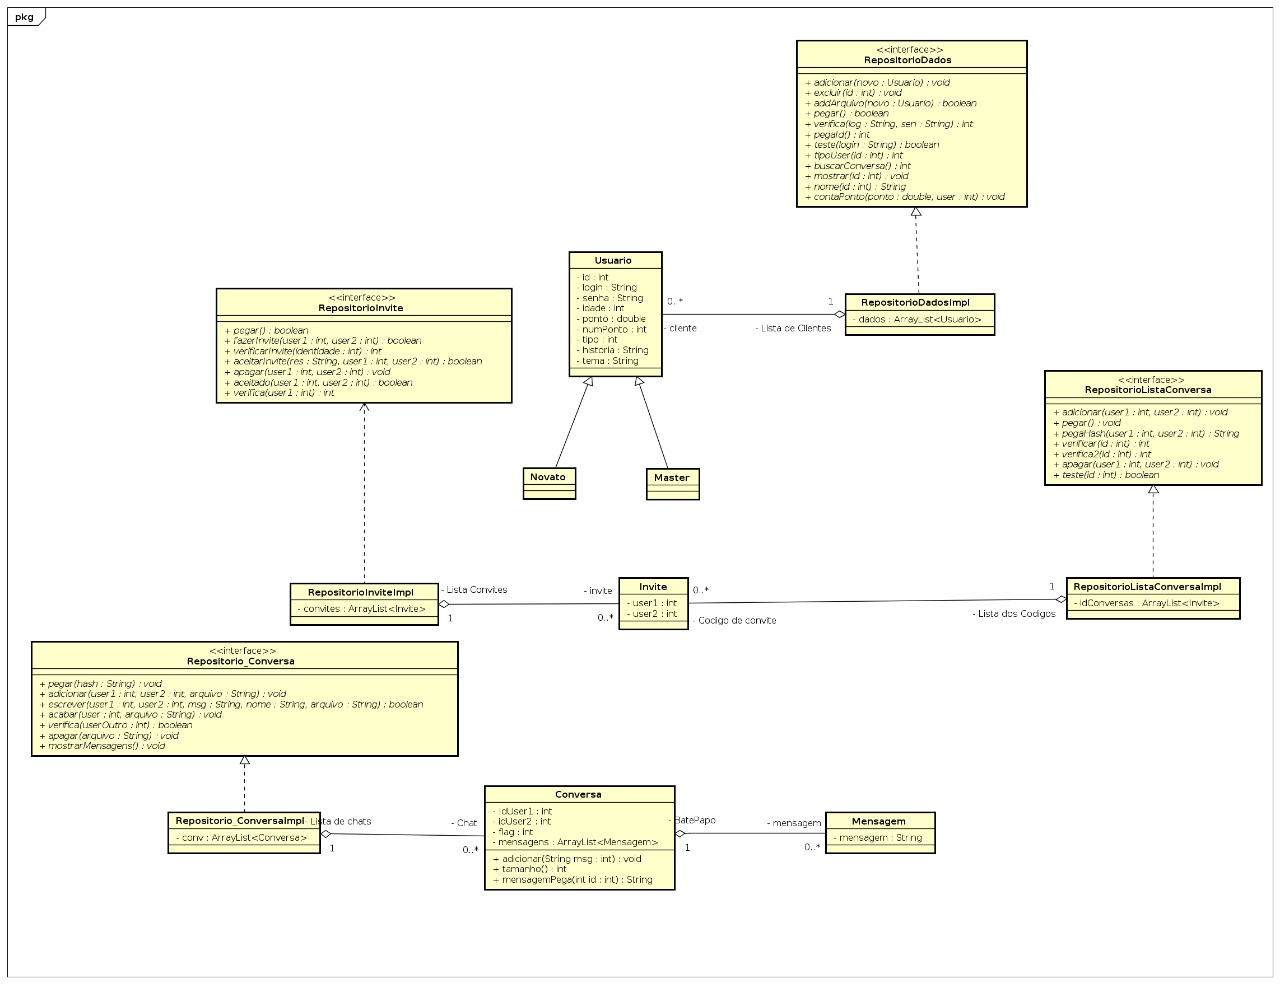 pkg
<<interface>>
RepositorioDados
+ adicionar(novo : Usuario) : void
+ excluir(id : int) : void
+ addArquivo(novo : Usuario) : boolean
+ pegar() : boolean
+ verifica(log : String, sen : String) : int
+ pegaId() : int
+ teste(login : String) : boolean
+ tipoUser(id : int) : int
+ buscarConversa() : int
+ mostrar(id : int) : void
+ nome(id : int) : String
+ contaPonto(ponto : double, user : int) : void
Usuario
- id : int
- login : String
- senha : String
- idade : int
- ponto : double
- numPonto : int
- tipo : int
- historia : String
- tema : String
0..*
- cliente
1
- Lista de Clientes
RepositorioDadosImpl
- dados : ArrayList<Usuario>
<<interface>>
RepositorioInvite
+ pegar() : boolean
+ fazerInvite(user1 : int, user2 : int) : boolean
+ verificarInvite(identidade : int) : int
+ aceitarInvite(res : String, user1 : int, user2 : int) : boolean
+ apagar(user1 : int, user2 : int) : void
+ aceitado(user1 : int, user2 : int) : boolean
+ verifica(user1 : int) : int
<<interface>>
RepositorioListaConversa
+ adicionar(user1 : int, user2 : int) : void
+ pegar() : void
+ pegaHash(user1 : int, user2 : int) : String
+ verificar(id : int) : int
+ verifica2(id : int) : int
+ apagar(user1 : int, user2 : int) : void
+ teste(id : int) : boolean
Novato
Master
RepositorioInviteImpl
- convites : ArrayList<Invite>
- Lista Convites
1
- invite
0..*
Invite
- user1 : int
- user2 : int
0..*
- Codigo de convite
1
- Lista dos Codigos
RepositorioListaConversaImpl
- idConversas : ArrayList<Invite>
<<interface>>
Repositorio_Conversa
+ pegar(hash : String) : void
+ adicionar(user1 : int, user2 : int, arquivo : String) : void
+ escrever(user1 : int, user2 : int, msg : String, nome : String, arquivo : String) : boolean
+ acabar(user : int, arquivo : String) : void
+ verifica(userOutro : int) : boolean
+ apagar(arquivo : String) : void
+ mostrarMensagens() : void
Repositorio_ConversaImpl
- conv : ArrayList<Conversa>
- Lista de chats
1
- Chat
0..*
Conversa
- idUser1 : int
- idUser2 : int
- flag : int
- mensagens : ArrayList<Mensagem>
+ adicionar(String msg : int) : void
+ tamanho() : int
+ mensagemPega(int id : int) : String
- BatePapo
1
- mensagem
0..*
Mensagem
- mensagem : String